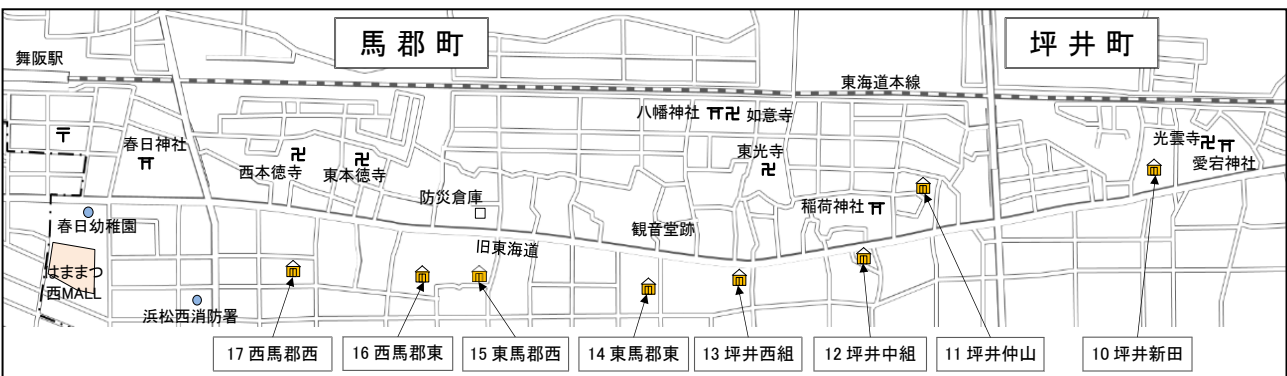 馬郡町
坪井町
舞阪駅
東海道本線
八幡神社
如意寺
春日神社
光雲寺
東光寺
愛宕神社
西本徳寺
東本徳寺
防災倉庫
稲荷神社
春日幼稚園
観音堂跡
旧東海道
はままつ
西MALL
浜松西消防署
17 西馬郡西
16 西馬郡東
15 東馬郡西
14 東馬郡東
13 坪井西組
12 坪井中組
11 坪井仲山
10 坪井新田